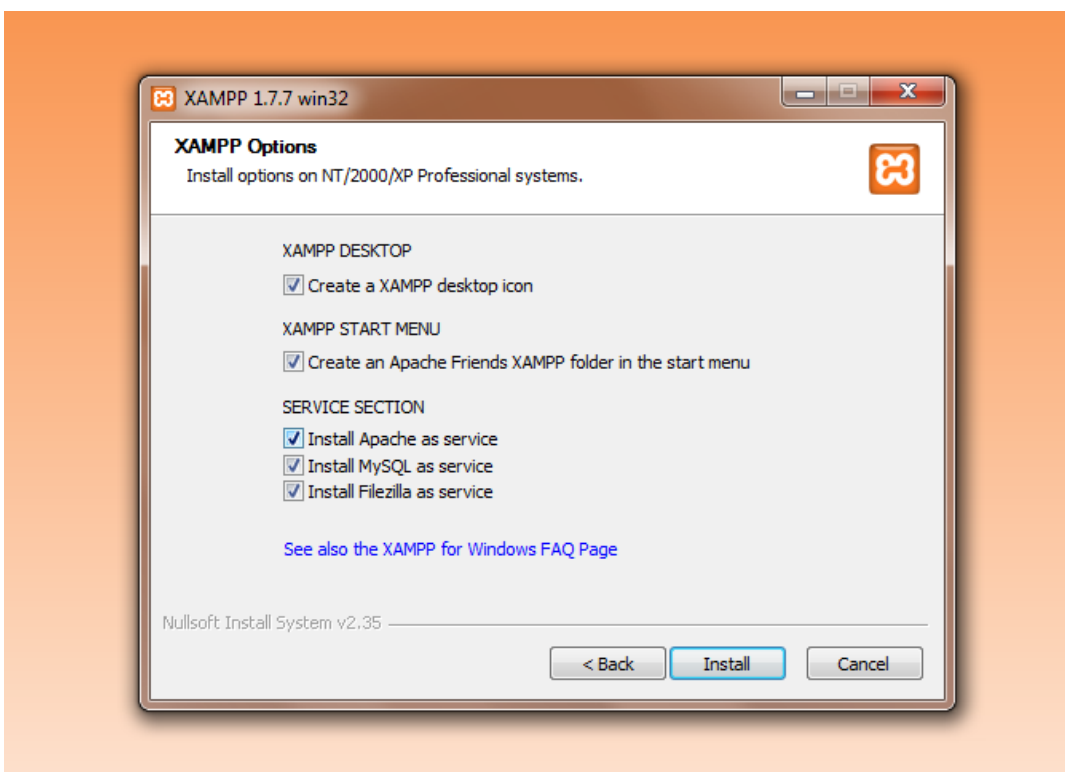 XAMPP 1.7.7 win32
XAMPP Options
Install options on NT/2000/XP Professional systems.
XAMPP DESKTOP
Create a XAMPP desktop icon
XAMPP START MENU
Create an Apache Friends XAMPP folder in the start menu
SERVICE SECTION
Install Apache as service
Install MySQL as service
Install Filezilla as service
See also the XAMPP for Windows FAQ Page
Nullsoft Install System v2.35
< Back Install Cancel